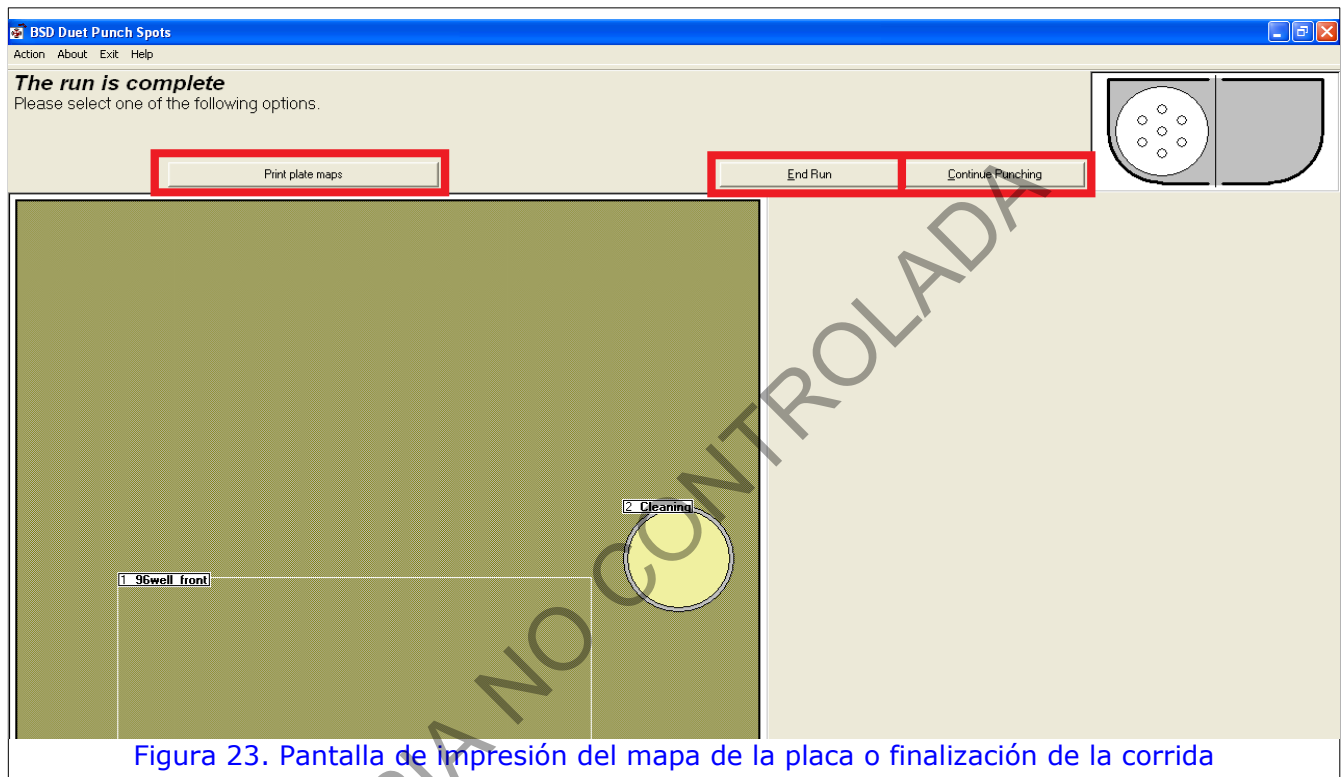 BSD Duet Punch Spots
Action About Exit Help
The run is complete
Please select one of the following options.
Print plate maps
End Run
Continue Punching
2 Cleaning
1 96well front
Figura 23. Pantalla de impresión del mapa de la placa o finalización de la corrida
IA NO CONTROLADA